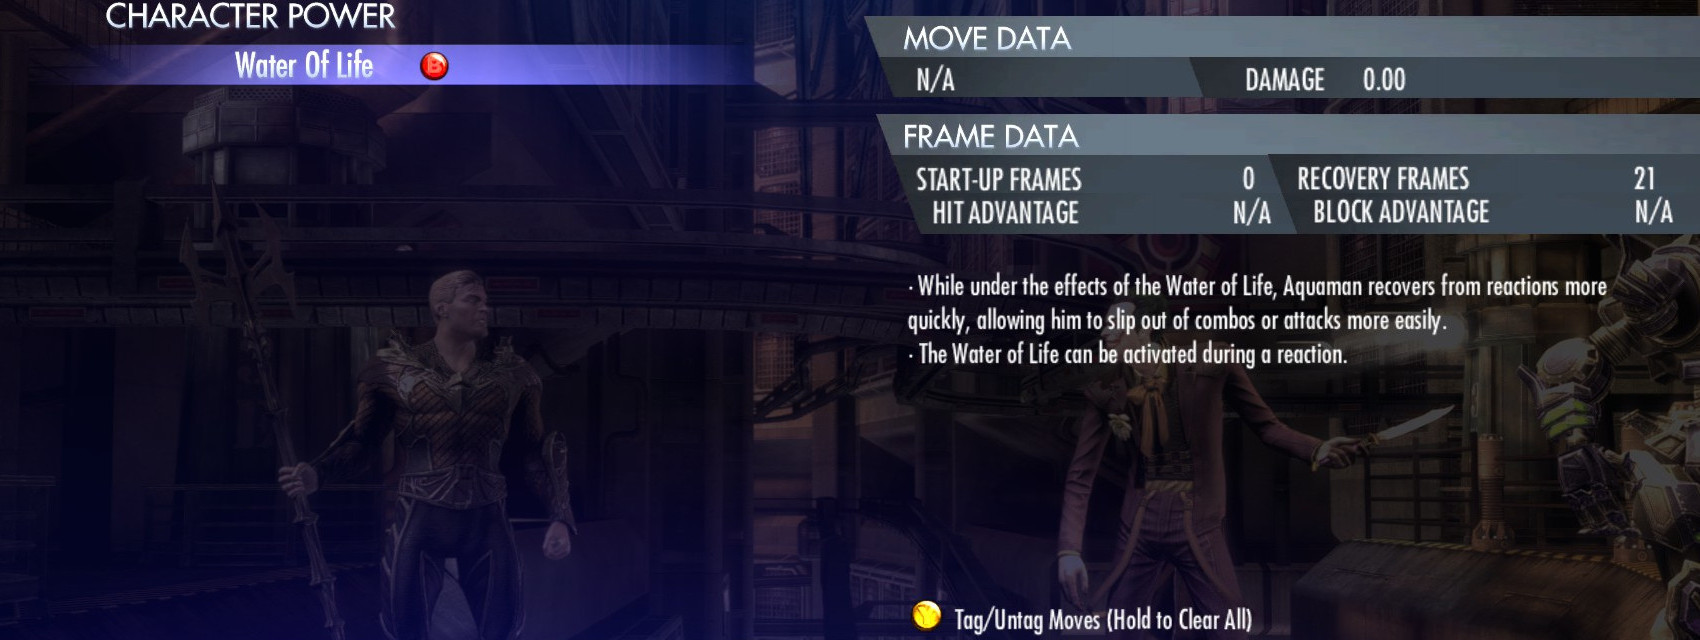 CHARACTER POWER
Water Of Life B
MOVE DATA
N/A DAMAGE 0.00
FRAME DATA
START-UP FRAMES 0 RECOVERY FRAMES 21
HIT ADVANTAGE N/A BLOCK ADVANTAGE N/A
· While under the effects of the Water of Life, Aquaman recovers from reactions more
quickly, allowing him to slip out of combos or attacks more easily.
· The Water of Life can be activated during a reaction.
Y Tag/Untag Moves (Hold to Clear All)